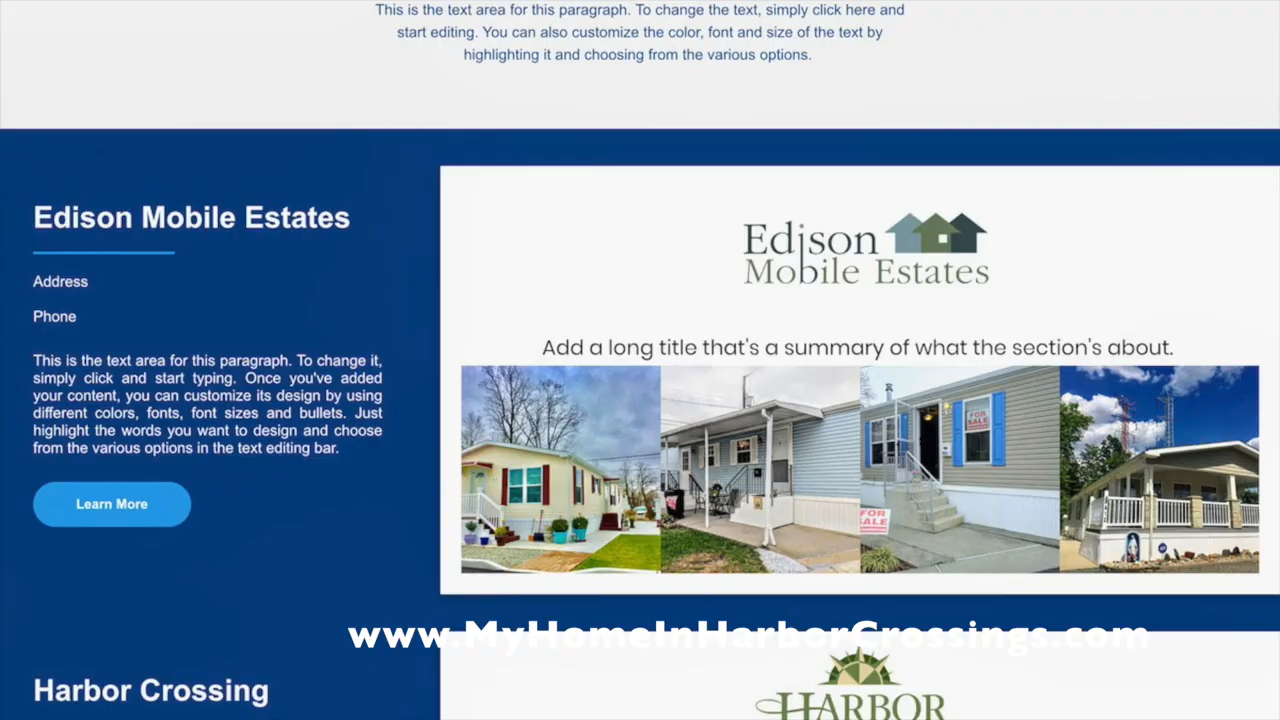 This is the text area for this paragraph. To change the text, simply click here and
start editing. You can also customize the color, font and size of the text by
highlighting it and choosing from the various options.
Edison Mobile Estates
Address
Phone
This is the text area for this paragraph. To change it,
simply click and start typing. Once you've added
your content, you can customize its design by using
different colors, fonts, font sizes and bullets. Just
highlight the words you want to design and choose
from the various options in the text editing bar.
Learn More
Edison
Mobile Estates
Add a long title that's a summary of what the section's about.
FOR
SALE
FOR
SALE
www.MyHomeInHarborCrossings.com
Harbor Crossing
HARBOR